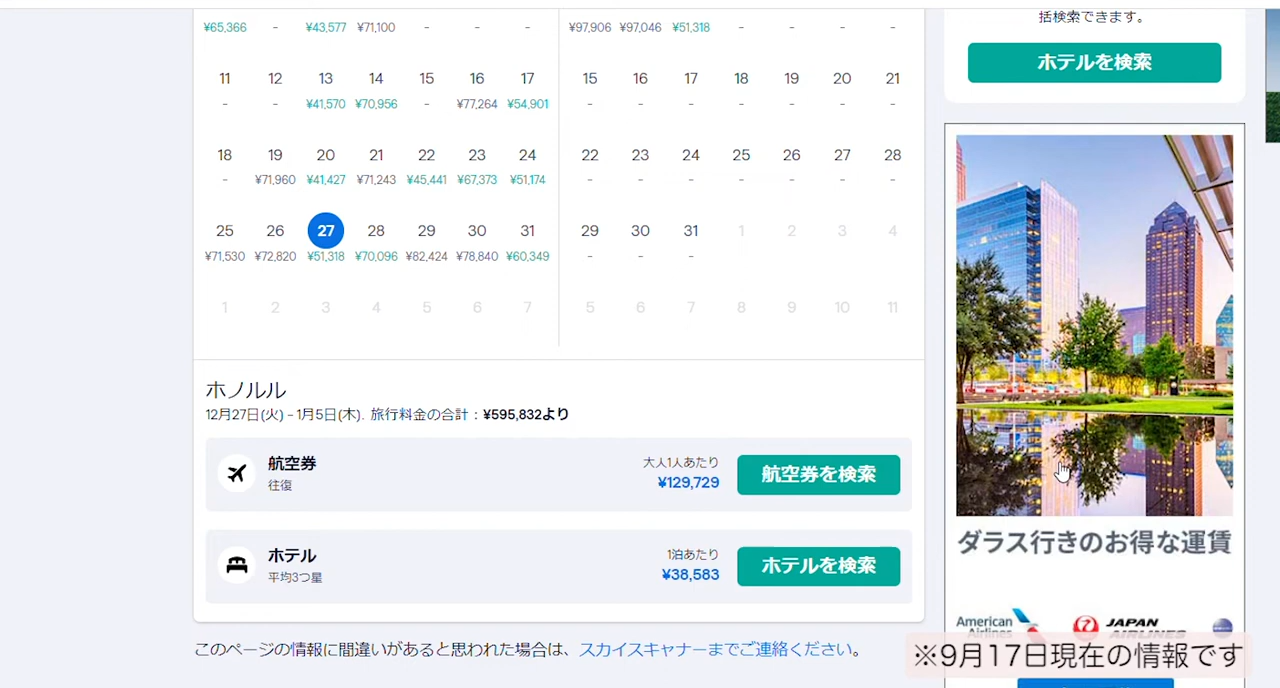 ¥65,366 - ¥43,577 ¥71,100 - - -
11 12 13 14 15 16 17
- - ¥41,570 ¥70,956 - ¥77,264 ¥54,901
18 19 20 21 22 23 24
- ¥71,960 ¥41,427 ¥71,243 ¥45,441 ¥67,373 ¥51,174
25 26 27 28 29 30 31
¥71,530 ¥72,820 ¥51,318 ¥70,096 ¥82,424 ¥78,840 ¥60,349
1 2 3 4 5 6 7
¥97,906 ¥97,046 ¥51,318 - - - -
15 16 17 18 19 20 21
- - - - - - -
22 23 24 25 26 27 28
- - - - - - -
29 30 31 1 2 3 4
- - -
5 6 7 8 9 10 11
ホノルル
12月27日(火) – 1月5日(木). 旅行料金の合計：¥595,832より
航空券
往復
大人1人あたり
¥129,729
航空券を検索
ホテル
平均3つ星
1泊あたり
¥38,583
ホテルを検索
このページの情報に間違いがあると思われた場合は、スカイスキャナーまでご連絡ください。
括検索できます。
ホテルを検索
ダラス行きのお得な運賃
American
Airlines
JAPAN
AIRLINES
※9月17日現在の情報です